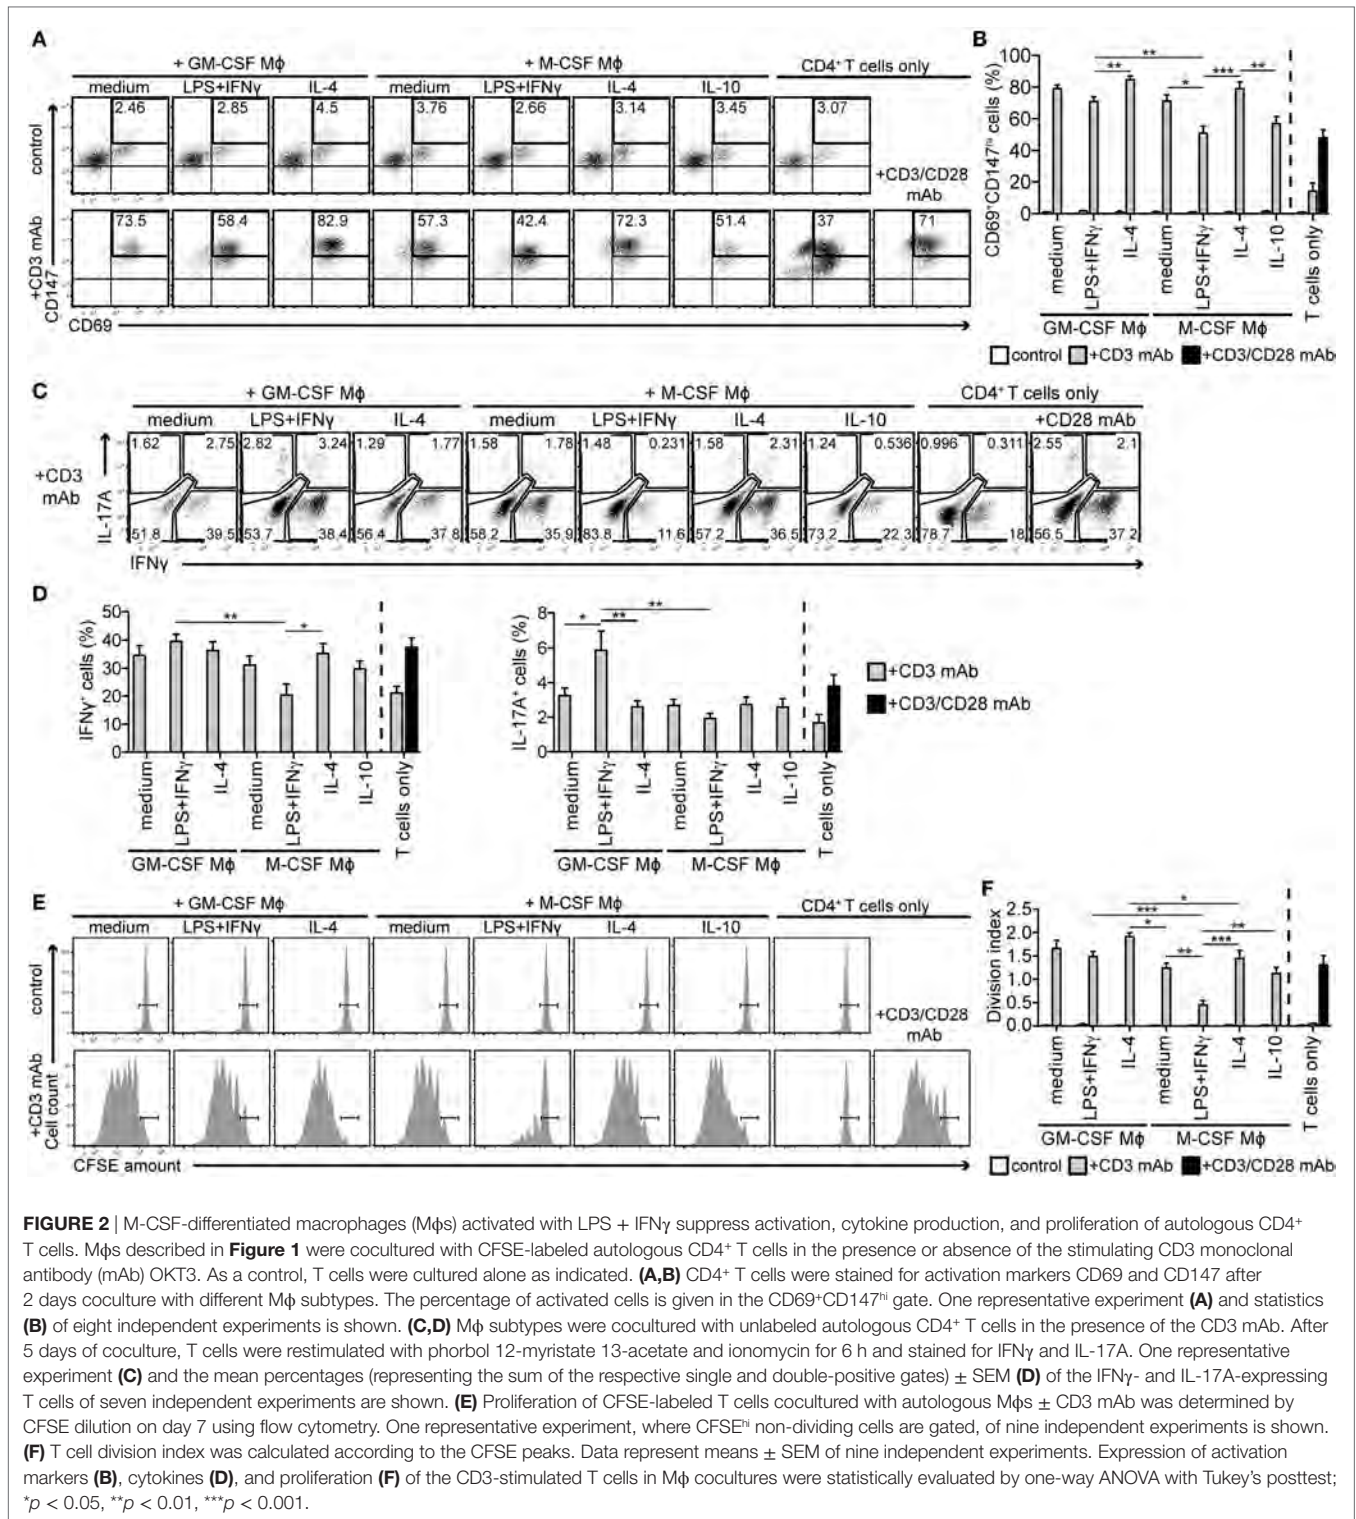 A
+ GM-CSF Mϕ
+ M-CSF Mϕ
CD4⁺ T cells only
medium LPS+IFNγ IL-4 medium LPS+IFNγ IL-4 IL-10
control
2.46 2.85 4.5 3.76 2.66 3.14 3.45 3.07
+CD3/CD28
mAb
+CD3 mAb
CD147
73.5 58.4 82.9 57.3 42.4 72.3 51.4 37 71
CD69
B
CD69⁺CD147ʰⁱ cells (%)
100
80
60
40
20
0
** ** * *** **
medium LPS+IFNγ IL-4 medium LPS+IFNγ IL-4 IL-10 T cells only
GM-CSF Mϕ M-CSF Mϕ
control +CD3 mAb +CD3/CD28 mAb
C
+ GM-CSF Mϕ
+ M-CSF Mϕ
CD4⁺ T cells only
medium LPS+IFNγ IL-4 medium LPS+IFNγ IL-4 IL-10 +CD28 mAb
+CD3
mAb
IL-17A
1.62 2.75 2.82 3.24 1.29 1.77 1.58 1.78 1.48 0.231 1.58 2.31 1.24 0.536 0.996 0.311 2.55 2.1
51.8 39.5 53.7 38.4 56.4 37.8 58.2 35.9 83.8 11.6 57.2 36.5 73.2 22.3 78.7 18 56.5 37.2
IFNγ
D
IFNγ⁺ cells (%)
50
40
30
20
10
0
** *
medium LPS+IFNγ IL-4 medium LPS+IFNγ IL-4 IL-10 T cells only
GM-CSF Mϕ M-CSF Mϕ
IL-17A⁺ cells (%)
8
6
4
2
0
* ** **
medium LPS+IFNγ IL-4 medium LPS+IFNγ IL-4 IL-10 T cells only
GM-CSF Mϕ M-CSF Mϕ
+CD3 mAb
+CD3/CD28 mAb
E
+ GM-CSF Mϕ
+ M-CSF Mϕ
CD4⁺ T cells only
medium LPS+IFNγ IL-4 medium LPS+IFNγ IL-4 IL-10
control
+CD3/CD28
mAb
+CD3 mAb
Cell count
CFSE amount
F
Division index
2.5
2.0
1.5
1.0
0.5
0.0
* *** * ** *** **
medium LPS+IFNγ IL-4 medium LPS+IFNγ IL-4 IL-10 T cells only
GM-CSF Mϕ M-CSF Mϕ
control +CD3 mAb +CD3/CD28 mAb
FIGURE 2 | M-CSF-differentiated macrophages (Mϕs) activated with LPS + IFNγ suppress activation, cytokine production, and proliferation of autologous CD4⁺
T cells. Mϕs described in Figure 1 were cocultured with CFSE-labeled autologous CD4⁺ T cells in the presence or absence of the stimulating CD3 monoclonal
antibody (mAb) OKT3. As a control, T cells were cultured alone as indicated. (A,B) CD4⁺ T cells were stained for activation markers CD69 and CD147 after
2 days coculture with different Mϕ subtypes. The percentage of activated cells is given in the CD69⁺CD147ʰⁱ gate. One representative experiment (A) and statistics
(B) of eight independent experiments is shown. (C,D) Mϕ subtypes were cocultured with unlabeled autologous CD4⁺ T cells in the presence of the CD3 mAb. After
5 days of coculture, T cells were restimulated with phorbol 12-myristate 13-acetate and ionomycin for 6 h and stained for IFNγ and IL-17A. One representative
experiment (C) and the mean percentages (representing the sum of the respective single and double-positive gates) ± SEM (D) of the IFNγ- and IL-17A-expressing
T cells of seven independent experiments are shown. (E) Proliferation of CFSE-labeled T cells cocultured with autologous Mϕs ± CD3 mAb was determined by
CFSE dilution on day 7 using flow cytometry. One representative experiment, where CFSEʰⁱ non-dividing cells are gated, of nine independent experiments is shown.
(F) T cell division index was calculated according to the CFSE peaks. Data represent means ± SEM of nine independent experiments. Expression of activation
markers (B), cytokines (D), and proliferation (F) of the CD3-stimulated T cells in Mϕ cocultures were statistically evaluated by one-way ANOVA with Tukey's posttest;
*p < 0.05, **p < 0.01, ***p < 0.001.